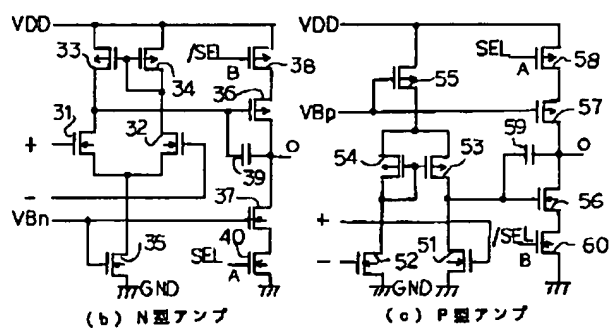 VDD
33
34
/SEL
B
38
36
31
32
+
39
O
-
37
VBn
35
40
SEL
A
GND
(b) N型アンプ
VDD
SEL
A
58
55
VBp
57
59
O
54
53
56
+
/SEL
B
60
-
52
51
GND
(c) P型アンプ